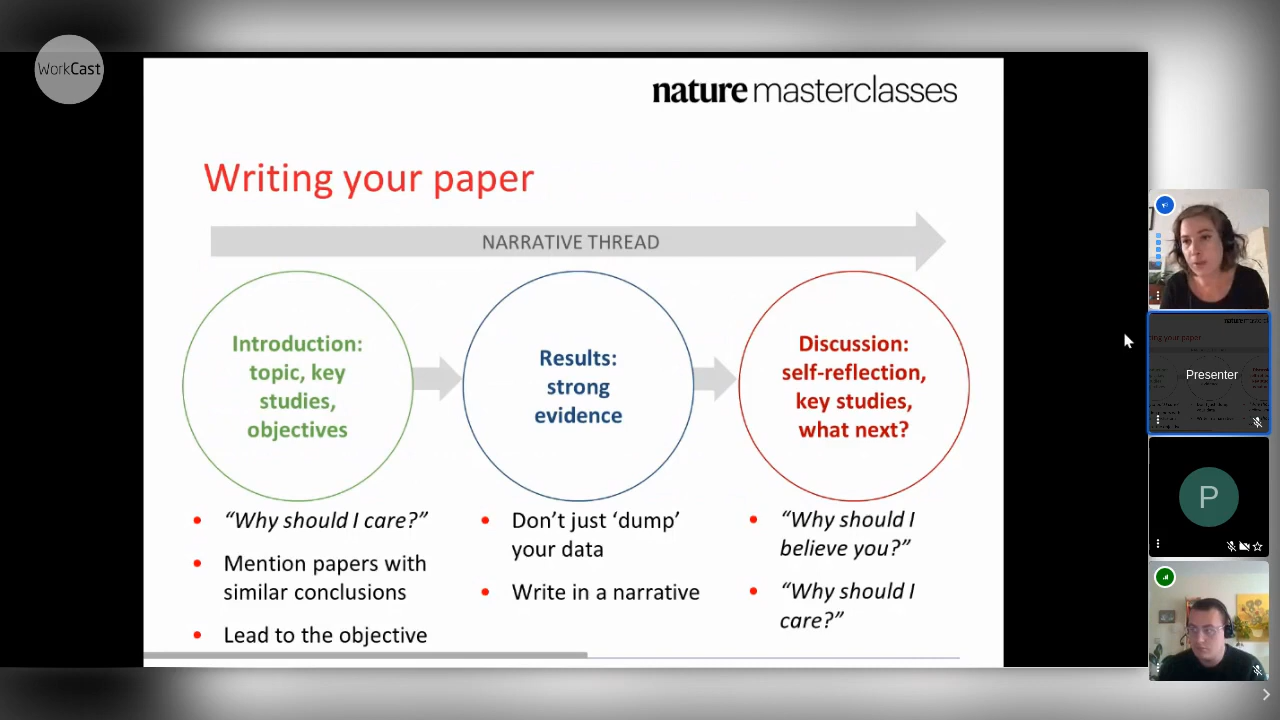 WorkCast
nature masterclasses
Writing your paper
NARRATIVE THREAD
Introduction:
topic, key
studies,
objectives
Results:
strong
evidence
Discussion:
self-reflection,
key studies,
what next?
• “Why should I care?”
• Mention papers with
similar conclusions
• Lead to the objective
• Don’t just ‘dump’
your data
• Write in a narrative
• “Why should I
believe you?”
• “Why should I
care?”
Presenter
P